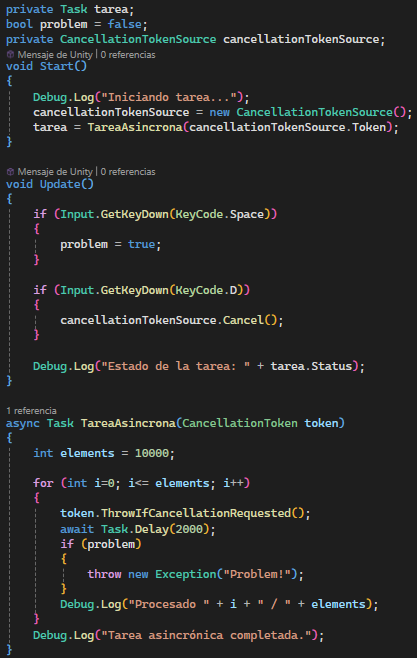 private Task tarea;
bool problem = false;
private CancellationTokenSource cancellationTokenSource;
Mensaje de Unity | 0 referencias
void Start()
{
    Debug.Log("Iniciando tarea...");
    cancellationTokenSource = new CancellationTokenSource();
    tarea = TareaAsincrona(cancellationTokenSource.Token);
}
Mensaje de Unity | 0 referencias
void Update()
{
    if (Input.GetKeyDown(KeyCode.Space))
    {
        problem = true;
    }
    if (Input.GetKeyDown(KeyCode.D))
    {
        cancellationTokenSource.Cancel();
    }
    Debug.Log("Estado de la tarea: " + tarea.Status);
}
1 referencia
async Task TareaAsincrona(CancellationToken token)
{
    int elements = 10000;
    for (int i=0; i<= elements; i++)
    {
        token.ThrowIfCancellationRequested();
        await Task.Delay(2000);
        if (problem)
        {
            throw new Exception("Problem!");
        }
        Debug.Log("Procesado " + i + " / " + elements);
    }
    Debug.Log("Tarea asincrónica completada.");
}